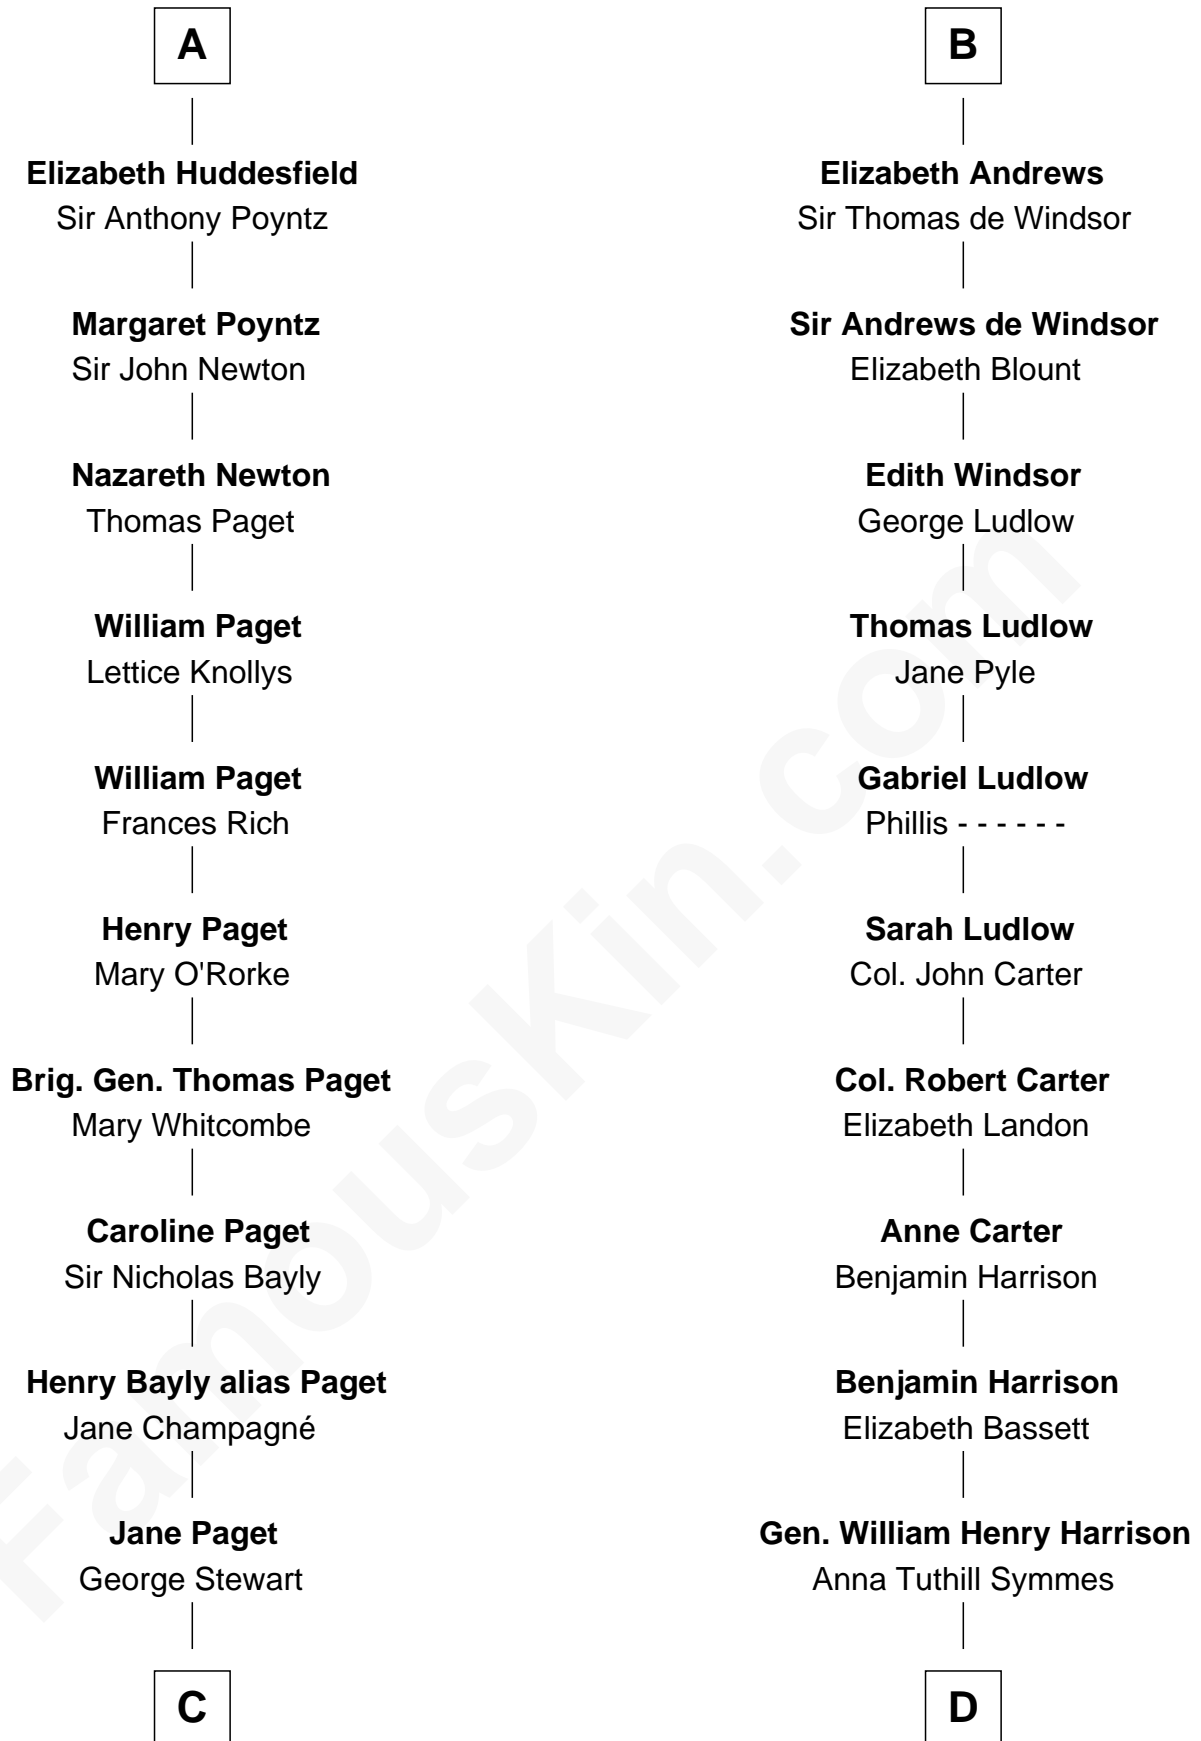 A
Elizabeth Huddesfield
Sir Anthony Poyntz
Margaret Poyntz
Sir John Newton
Nazareth Newton
Thomas Paget
William Paget
Lettice Knollys
William Paget
Frances Rich
Henry Paget
Mary O'Rorke
Brig. Gen. Thomas Paget
Mary Whitcombe
Caroline Paget
Sir Nicholas Bayly
Henry Bayly alias Paget
Jane Champagné
Jane Paget
George Stewart
C
B
Elizabeth Andrews
Sir Thomas de Windsor
Sir Andrews de Windsor
Elizabeth Blount
Edith Windsor
George Ludlow
Thomas Ludlow
Jane Pyle
Gabriel Ludlow
Phillis - - - - - -
Sarah Ludlow
Col. John Carter
Col. Robert Carter
Elizabeth Landon
Anne Carter
Benjamin Harrison
Benjamin Harrison
Elizabeth Bassett
Gen. William Henry Harrison
Anna Tuthill Symmes
D
FamousKin.com